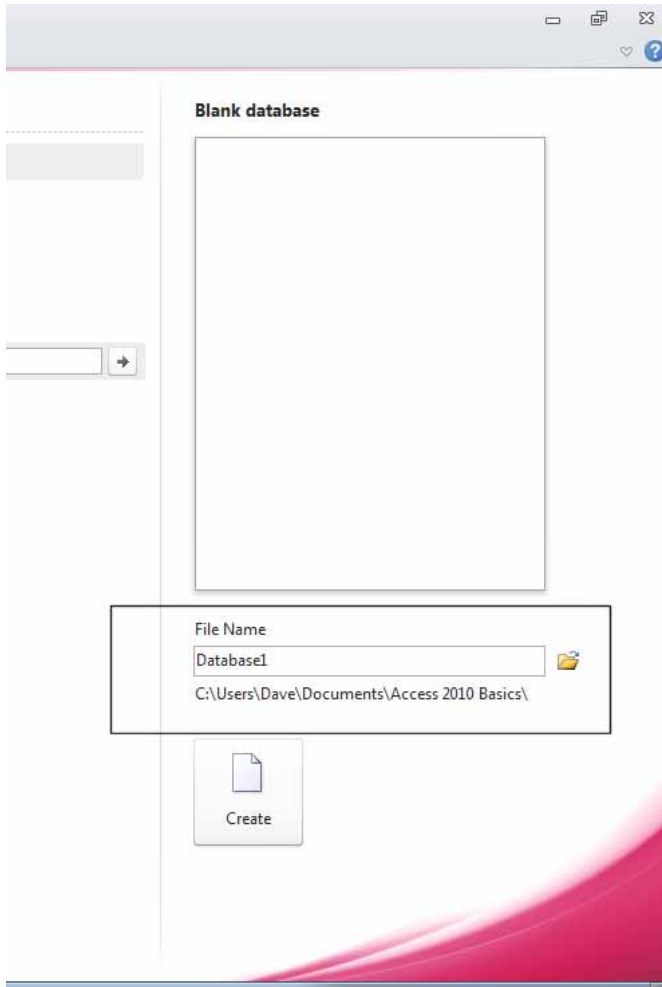 Blank database
File Name
Database1
C:\Users\Dave\Documents\Access 2010 Basics\
Create